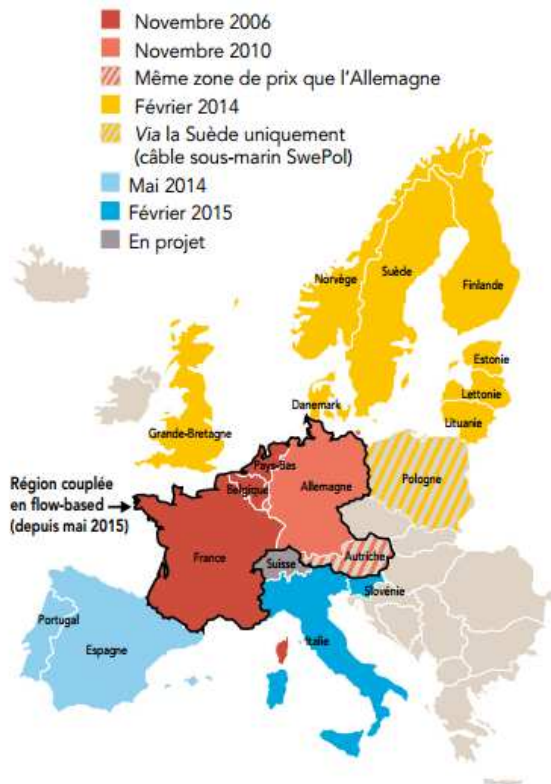 Novembre 2006
Novembre 2010
Même zone de prix que l'Allemagne
Février 2014
Via la Suède uniquement
(câble sous-marin SwePol)
Mai 2014
Février 2015
En projet
Norvège
Suède
Finlande
Estonie
Lettonie
Lituanie
Danemark
Grande-Bretagne
Pays-Bas
Pologne
Région couplée
en flow-based
(depuis mai 2015)
Belgique
Allemagne
France
Suisse
Autriche
Slovénie
Portugal
Espagne
Italie